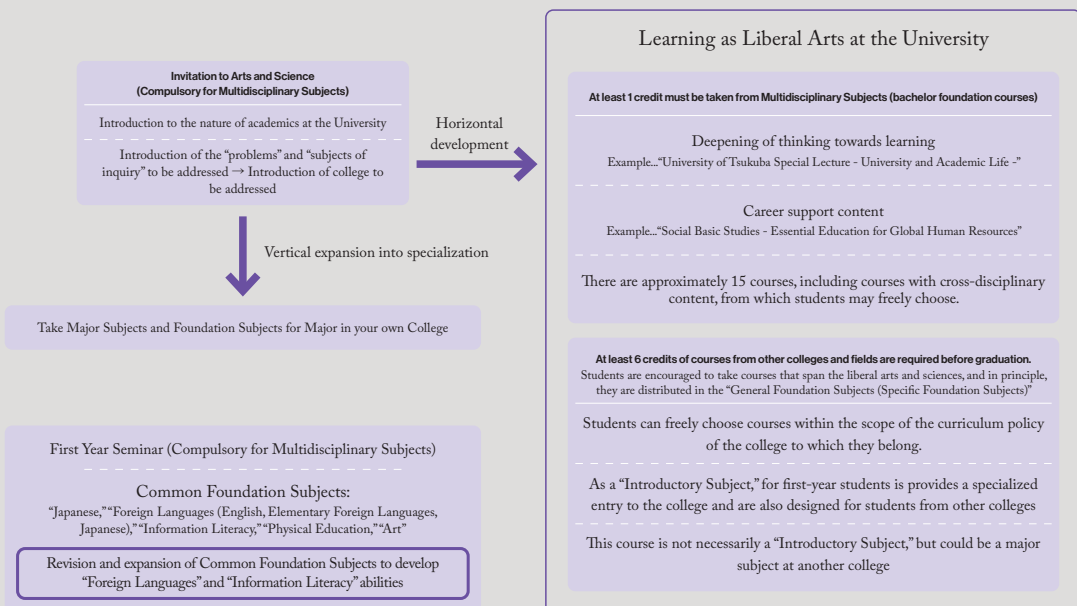 Invitation to Arts and Science
(Compulsory for Multidisciplinary Subjects)
Introduction to the nature of academics at the University
Introduction of the “problems” and “subjects of
inquiry” to be addressed → Introduction of college to
be addressed
Horizontal
development
Vertical expansion into specialization
Take Major Subjects and Foundation Subjects for Major in your own College
First Year Seminar (Compulsory for Multidisciplinary Subjects)
Common Foundation Subjects:
“Japanese,” “Foreign Languages (English, Elementary Foreign Languages,
Japanese),” “Information Literacy,” “Physical Education,” “Art”
Revision and expansion of Common Foundation Subjects to develop
“Foreign Languages” and “Information Literacy” abilities
Learning as Liberal Arts at the University
At least 1 credit must be taken from Multidisciplinary Subjects (bachelor foundation courses)
Deepening of thinking towards learning
Example...“University of Tsukuba Special Lecture - University and Academic Life -”
Career support content
Example...“Social Basic Studies - Essential Education for Global Human Resources”
There are approximately 15 courses, including courses with cross-disciplinary
content, from which students may freely choose.
At least 6 credits of courses from other colleges and fields are required before graduation.
Students are encouraged to take courses that span the liberal arts and sciences, and in principle,
they are distributed in the “General Foundation Subjects (Specific Foundation Subjects)”
Students can freely choose courses within the scope of the curriculum policy
of the college to which they belong.
As a “Introductory Subject,” for first-year students is provides a specialized
entry to the college and are also designed for students from other colleges
This course is not necessarily a “Introductory Subject,” but could be a major
subject at another college